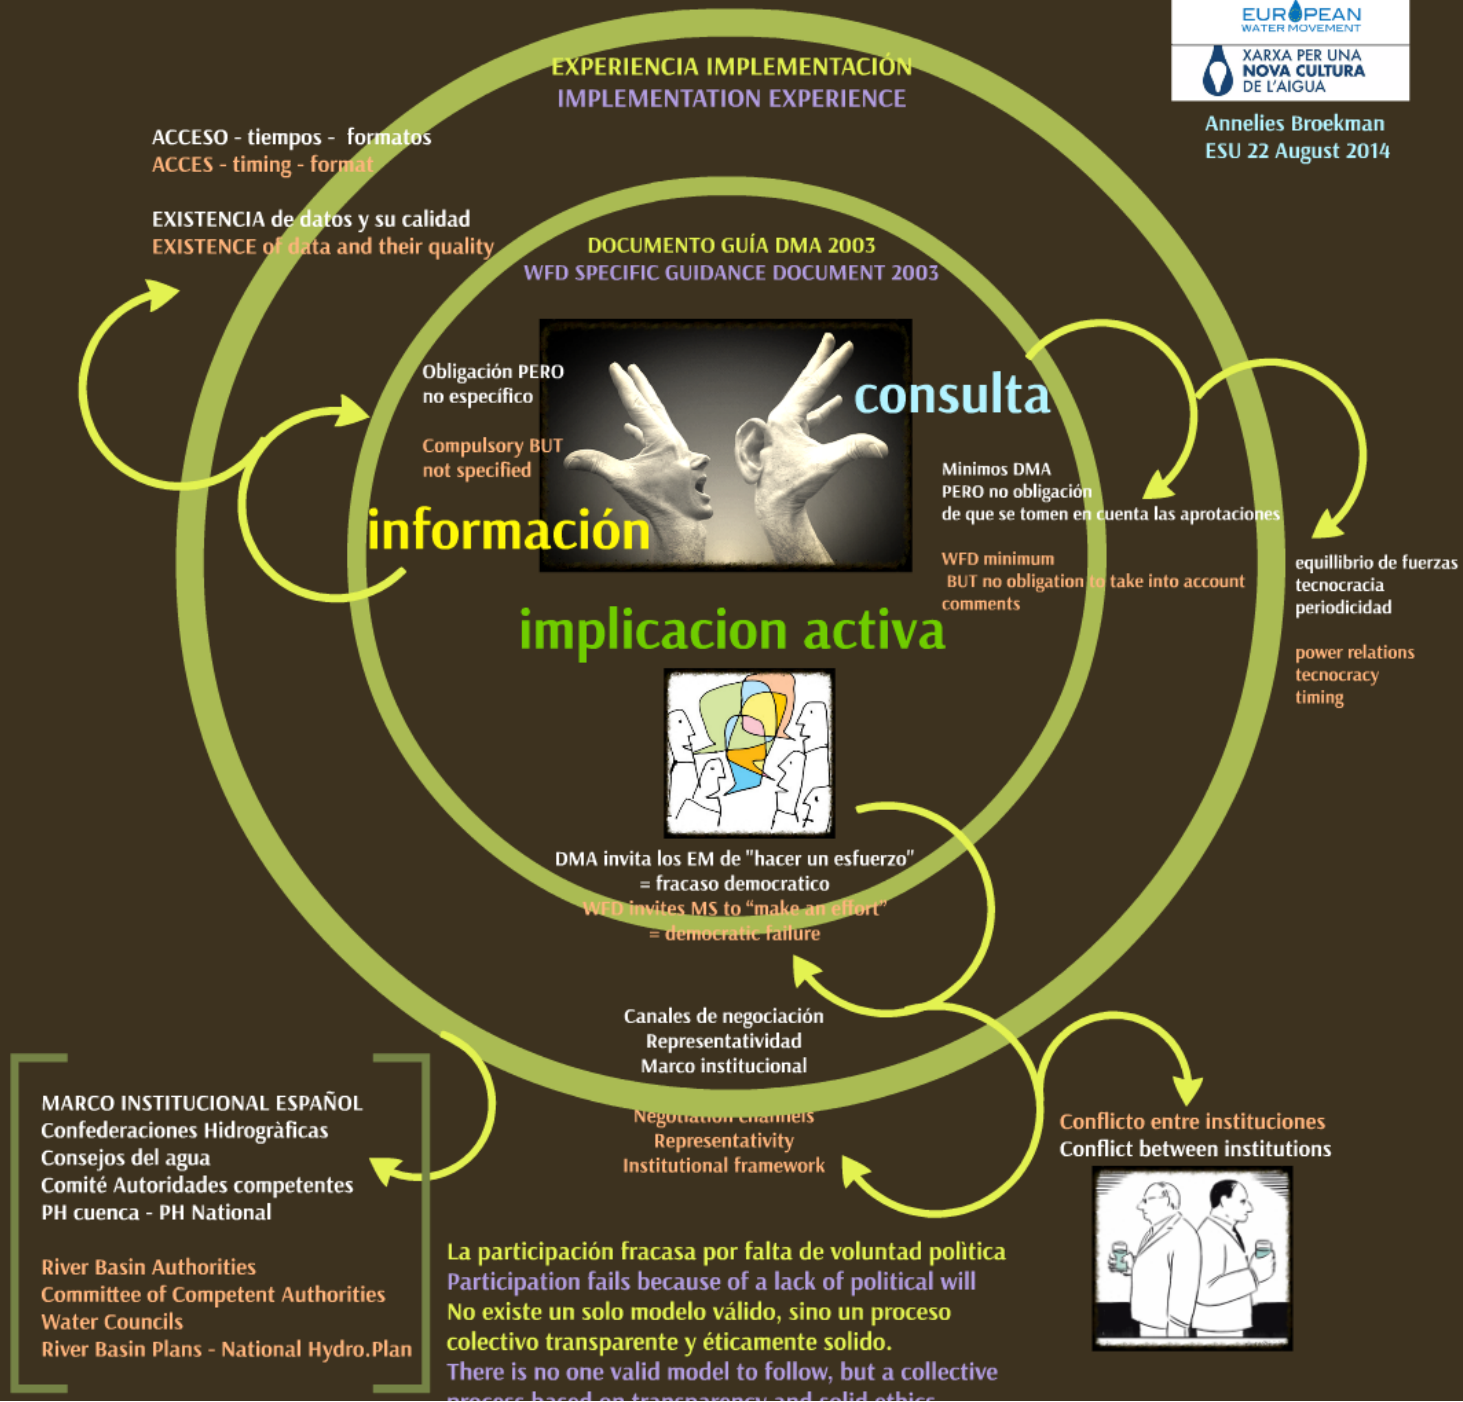 EUROPEAN
WATER MOVEMENT
XARXA PER UNA
NOVA CULTURA
DE L'AIGUA
Annelies Broekman
ESU 22 August 2014
EXPERIENCIA IMPLEMENTACIÓN
IMPLEMENTATION EXPERIENCE
ACCESO - tiempos - formatos
ACCES - timing - format
EXISTENCIA de datos y su calidad
EXISTENCE of data and their quality
DOCUMENTO GUÍA DMA 2003
WFD SPECIFIC GUIDANCE DOCUMENT 2003
Obligación PERO
no específico
Compulsory BUT
not specified
información
consulta
Minimos DMA
PERO no obligación
de que se tomen en cuenta las aprotaciones
WFD minimum
BUT no obligation to take into account
comments
equillibrio de fuerzas
tecnocracia
periodicidad
power relations
tecnocracy
timing
implicacion activa
DMA invita los EM de "hacer un esfuerzo"
= fracaso democratico
WFD invites MS to “make an effort”
= democratic failure
Canales de negociación
Representatividad
Marco institucional
Negotiation channels
Representativity
Institutional framework
Conflicto entre instituciones
Conflict between institutions
MARCO INSTITUCIONAL ESPAÑOL
Confederaciones Hidrogràficas
Consejos del agua
Comité Autoridades competentes
PH cuenca - PH National
River Basin Authorities
Committee of Competent Authorities
Water Councils
River Basin Plans - National Hydro.Plan
La participación fracasa por falta de voluntad polìtica
Participation fails because of a lack of political will
No existe un solo modelo válido, sino un proceso
colectivo transparente y éticamente solido.
There is no one valid model to follow, but a collective
process based on transparency and solid ethics